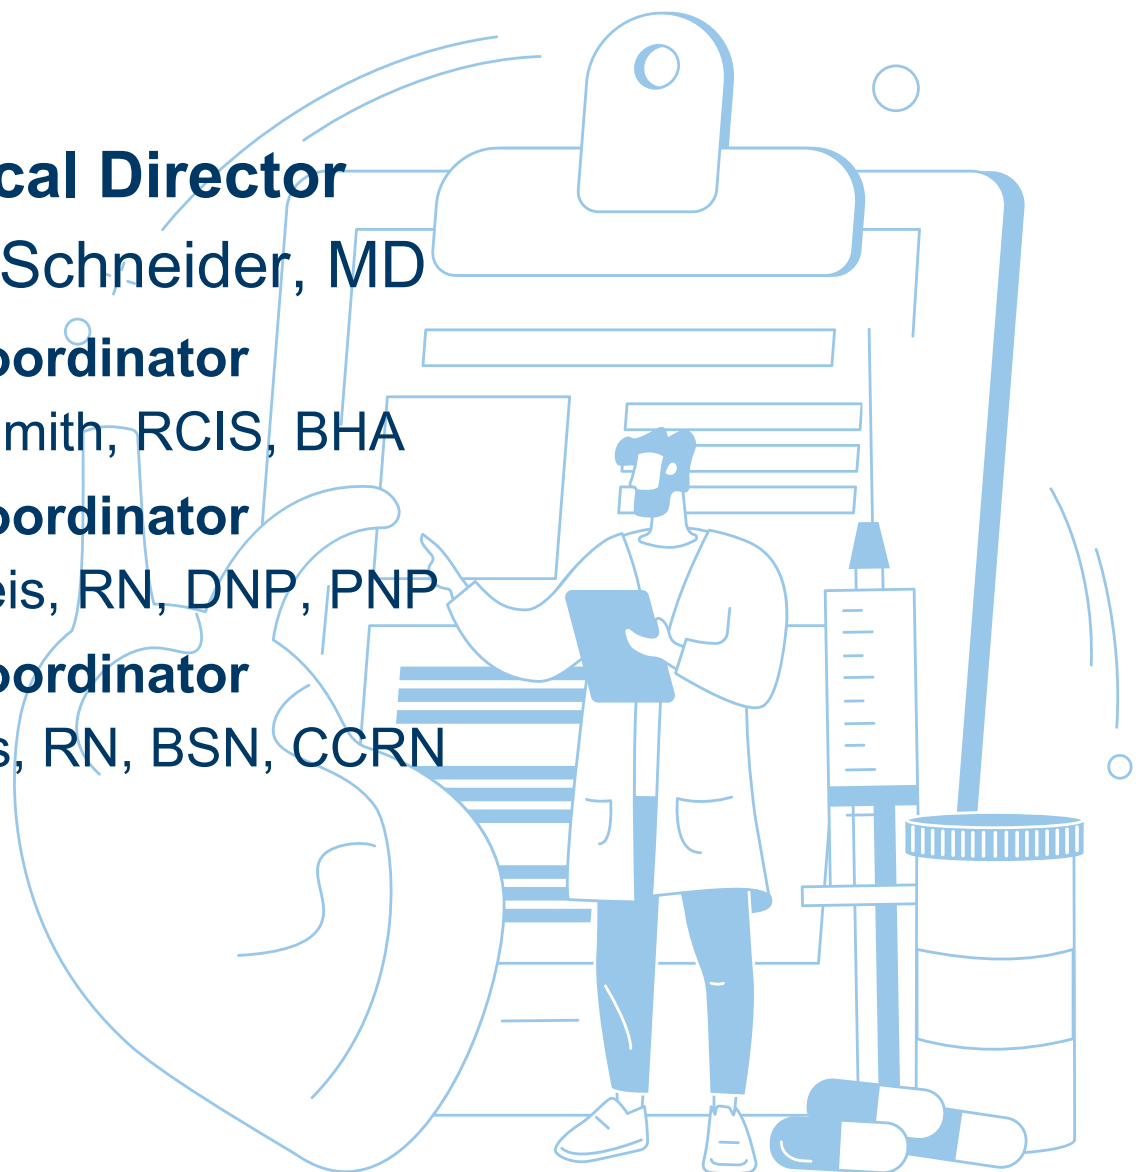 cal Director
Schneider, MD
oordinator
mith, RCIS, BHA
oordinator
eis, RN, DNP, PNP
oordinator
s, RN, BSN, CCRN